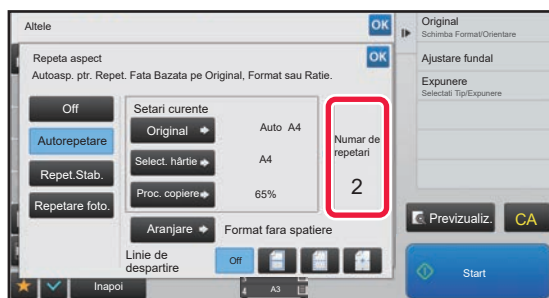 Altele
OK
Repeta aspect
OK
Autoasp. ptr. Repet. Fata Bazata pe Original, Format sau Ratie.
Off
Autorepetare
Repet.Stab.
Repetare foto.
Setari curente
Original
Auto A4
Select. hârtie
A4
Proc. copiere
65%
Numar de
repetari
2
Aranjare
Format fara spatiere
Linie de
despartire
Off
Inapoi
4
A3
Original
Schimba Format/Orientare
Ajustare fundal
Expunere
Selectati Tip/Expunere
Previzualiz.
CA
Start